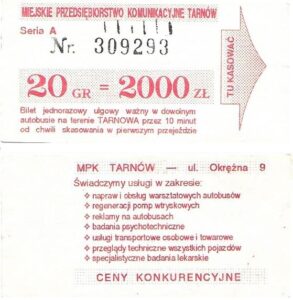 MIEJSKIE PRZEDSIĘBIORSTWO KOMUNIKACYJNE TARNÓW
Seria A
Nr. 309293
20 GR = 2000 ZŁ
Bilet jednorazowy ulgowy ważny w dowolnym
autobusie na terenie TARNOWA przez 10 minut
od chwili skasowania w pierwszym przejeździe
TU KASOWAĆ
MPK TARNÓW — ul. Okrężna 9
Świadczymy usługi w zakresie:
❖ napraw i obsług warsztatowych autobusów
❖ regeneracji pomp wtryskowych
❖ reklamy na autobusach
❖ badania psychotechniczne
❖ usługi transportowe osobowe i towarowe
❖ przeglądy techniczne wszystkich pojazdów
❖ specjalistyczne badania lekarskie
CENY KONKURENCYJNE